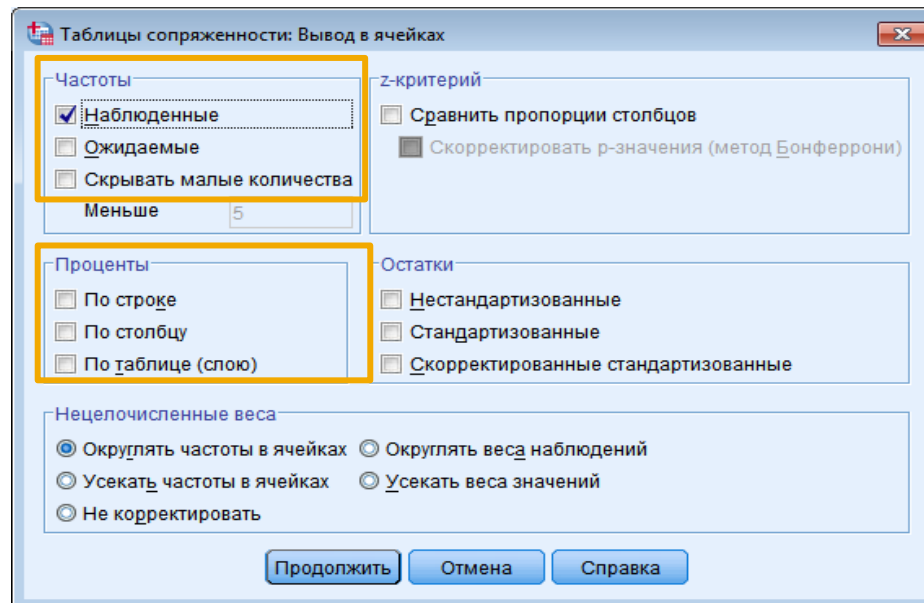 Таблицы сопряженности: Вывод в ячейках
Частоты
Наблюденные
Ожидаемые
Скрывать малые количества
Меньше 5
z-критерий
Сравнить пропорции столбцов
Скорректировать p-значения (метод Бонферрони)
Проценты
По строке
По столбцу
По таблице (слою)
Остатки
Нестандартизованные
Стандартизованные
Скорректированные стандартизованные
Нецелочисленные веса
Округлять частоты в ячейках Округлять веса наблюдений
Усекать частоты в ячейках Усекать веса значений
Не корректировать
Продолжить Отмена Справка